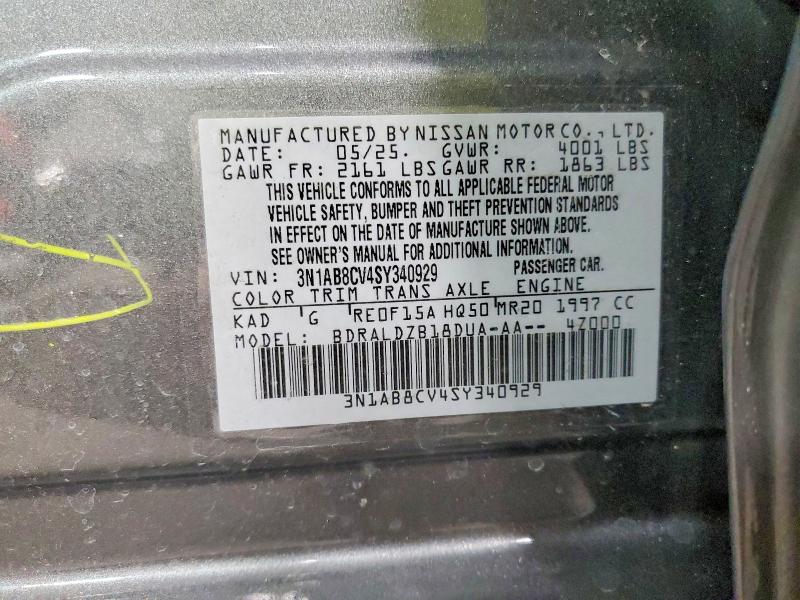 MANUFACTURED BY NISSAN MOTOR CO., LTD.
DATE: 05/25. GVWR: 4001 LBS
GAWR FR: 2161 LBS GAWR RR: 1863 LBS
THIS VEHICLE CONFORMS TO ALL APPLICABLE FEDERAL MOTOR
VEHICLE SAFETY, BUMPER AND THEFT PREVENTION STANDARDS
IN EFFECT ON THE DATE OF MANUFACTURE SHOWN ABOVE.
SEE OWNER'S MANUAL FOR ADDITIONAL INFORMATION.
VIN: 3N1AB8CV4SY340929 PASSENGER CAR.
COLOR TRIM TRANS AXLE ENGINE
KAD G RE0F15A HQ50 MR20 1997 CC
MODEL: BDRALDZB18DUA-AA-- 4Z000
3N1AB8CV4SY340929